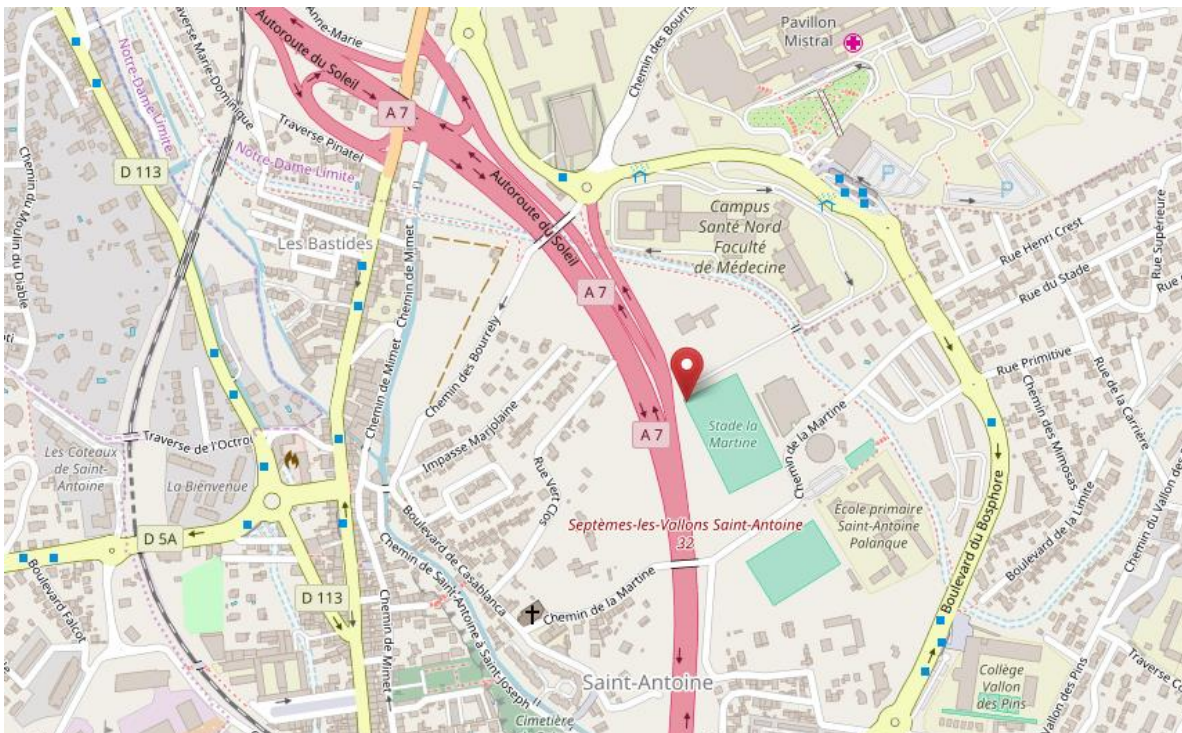 Anne-Marie
Traverse Marie-Dominique
Autoroute du Soleil
Chemin des Bourrely
Pavillon
Mistral
Notre-Dame Limite
A 7
Traverse Pinatel
Notre-Dame-Limite
D 113
P
P
Chemin du Moulin du Diable
Les Bastides
Chemin de Mimet
Chemin de Mimet
Autoroute du Soleil
Campus
Santé Nord
Faculté
de Médecine
Rue Henri Crest
Rue Supérieure
Rue du Stade
A 7
Chemin des Bourrely
Rue Primitive
Rue de la Carrière
Chemin des Mimosas
Impasse Marjolaine
Stade la
Martine
A 7
Chemin de la Martine
Traverse de l'Octroi
Les Coteaux
de Saint-
Antoine
La Bienvenue
Rue Vert Clos
Septèmes-les-Vallons Saint-Antoine
32
École primaire
Saint-Antoine
Palanque
Boulevard de la Limite
Chemin du Vallon des
D 5A
Boulevard de Casablanca
Boulevard du Bosphore
Boulevard Falcot
D 113
Chemin de Saint-Antoine à Saint-Joseph
Chemin de la Martine
Chemin de Mimet
Saint-Antoine
Cimetière
Collège
Vallon
des Pins
Vallon des Pins
Traverse